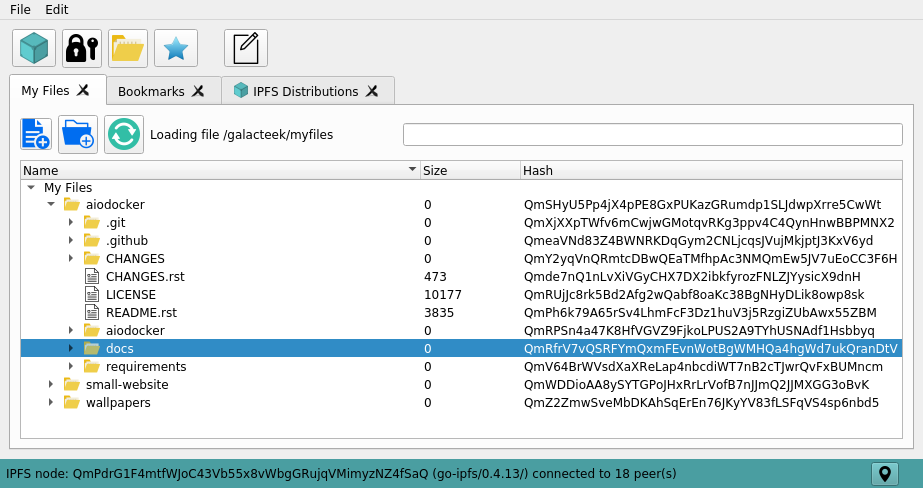 File Edit
My Files Bookmarks IPFS Distributions
Loading file /galacteek/myfiles
Name Size Hash
My Files
aiodocker 0 QmSHyU5Pp4jX4pPE8GxPUKazGRumdp1SLJdwpXrre5CwWt
.git 0 QmXjXXpTWfv6mCwjwGMotqvRKg3ppv4C4QynHnwBBPMNX2
.github 0 QmeaVNd83Z4BWNRKDqGym2CNLjcqsJVujMkjptJ3KxV6yd
CHANGES 0 QmY2yqVnQRmtcDBwQEaTMfhpAc3NMQmEw5JV7uEoCC3F6H
CHANGES.rst 473 Qmde7nQ1nLvXiVGyCHX7DX2ibkfyrozFNLZJYysicX9dnH
LICENSE 10177 QmRUjJc8rk5Bd2Afg2wQabf8oaKc38BgNHyDLik8owp8sk
README.rst 3835 QmPh6k79A65rSv4LhmFcF3Dz1huV3j5RzgiZUbAwx55ZBM
aiodocker 0 QmRPSn4a47K8HfVGVZ9FjkoLPUS2A9TYhUSNAdf1Hsbbyq
docs 0 QmRfrV7vQSRFYmQxmFEvnWotBgWMHQa4hgWd7ukQranDtV
requirements 0 QmV64BrWVsdXaXReLap4nbcdiWT7nB2cTJwrQvFxBUMncm
small-website 0 QmWDDioAA8ySYTGPoJHxRrLrVofB7nJJmQ2JJMXGG3oBvK
wallpapers 0 QmZ2ZmwSveMbDKAhSqErEn76JKyYV83fLSFqVS4sp6nbd5
IPFS node: QmPdrG1F4mtfWJoC43Vb55x8vWbgGRujqVMimyzNZ4fSaQ (go-ipfs/0.4.13/) connected to 18 peer(s)